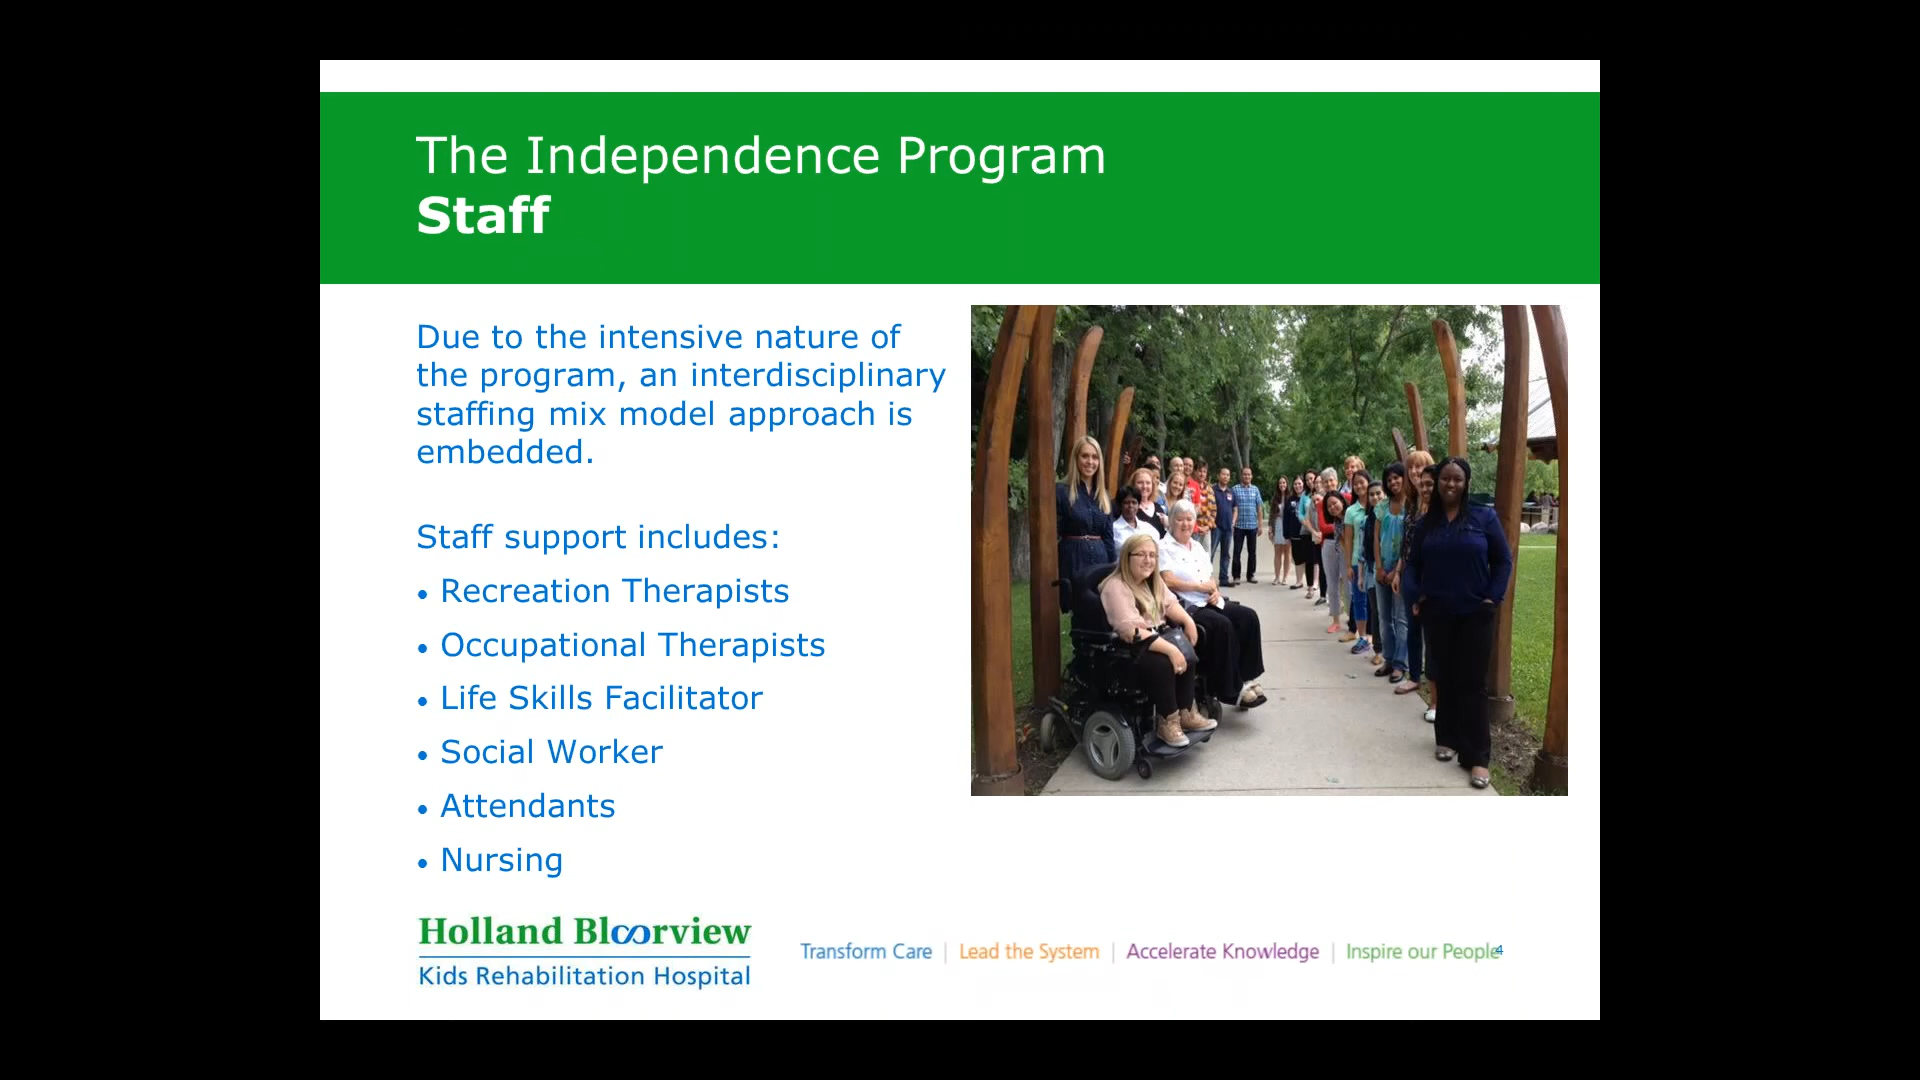 The Independence Program
Staff
Due to the intensive nature of
the program, an interdisciplinary
staffing mix model approach is
embedded.
Staff support includes:
• Recreation Therapists
• Occupational Therapists
• Life Skills Facilitator
• Social Worker
• Attendants
• Nursing
Holland Bloorview
Kids Rehabilitation Hospital
Transform Care | Lead the System | Accelerate Knowledge | Inspire our People
4